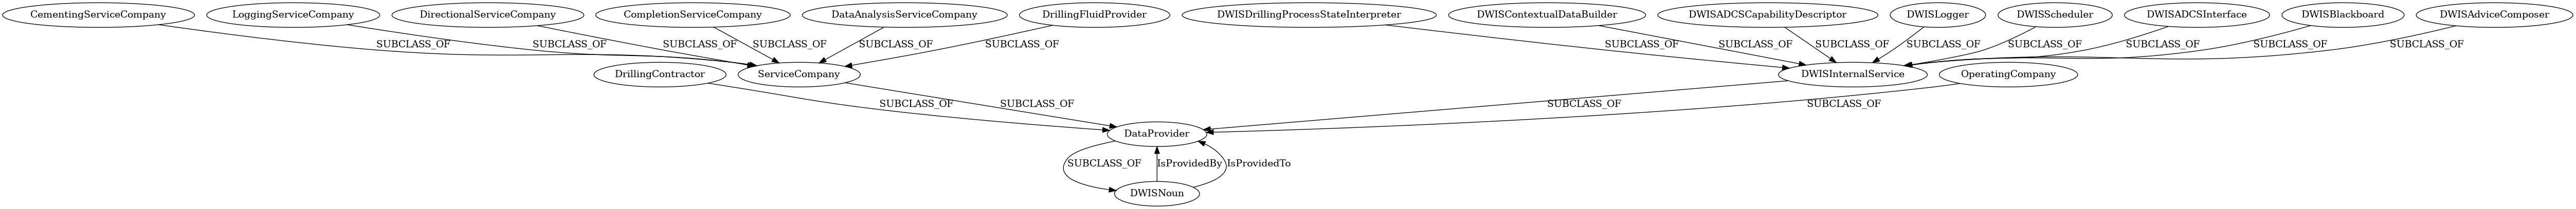 CementingServiceCompany
LoggingServiceCompany
DirectionalServiceCompany
CompletionServiceCompany
DataAnalysisServiceCompany
DrillingFluidProvider
DWISDrillingProcessStateInterpreter
DWISContextualDataBuilder
DWISADCSCapabilityDescriptor
DWISLogger
DWISScheduler
DWISADCSInterface
DWISBlackboard
DWISAdviceComposer
SUBCLASS_OF
SUBCLASS_OF
SUBCLASS_OF
SUBCLASS_OF
SUBCLASS_OF
SUBCLASS_OF
SUBCLASS_OF
SUBCLASS_OF
SUBCLASS_OF
SUBCLASS_OF
SUBCLASS_OF
SUBCLASS_OF
SUBCLASS_OF
SUBCLASS_OF
DrillingContractor
ServiceCompany
DWISInternalService
OperatingCompany
SUBCLASS_OF
SUBCLASS_OF
SUBCLASS_OF
SUBCLASS_OF
DataProvider
SUBCLASS_OF
IsProvidedBy
IsProvidedTo
DWISNoun